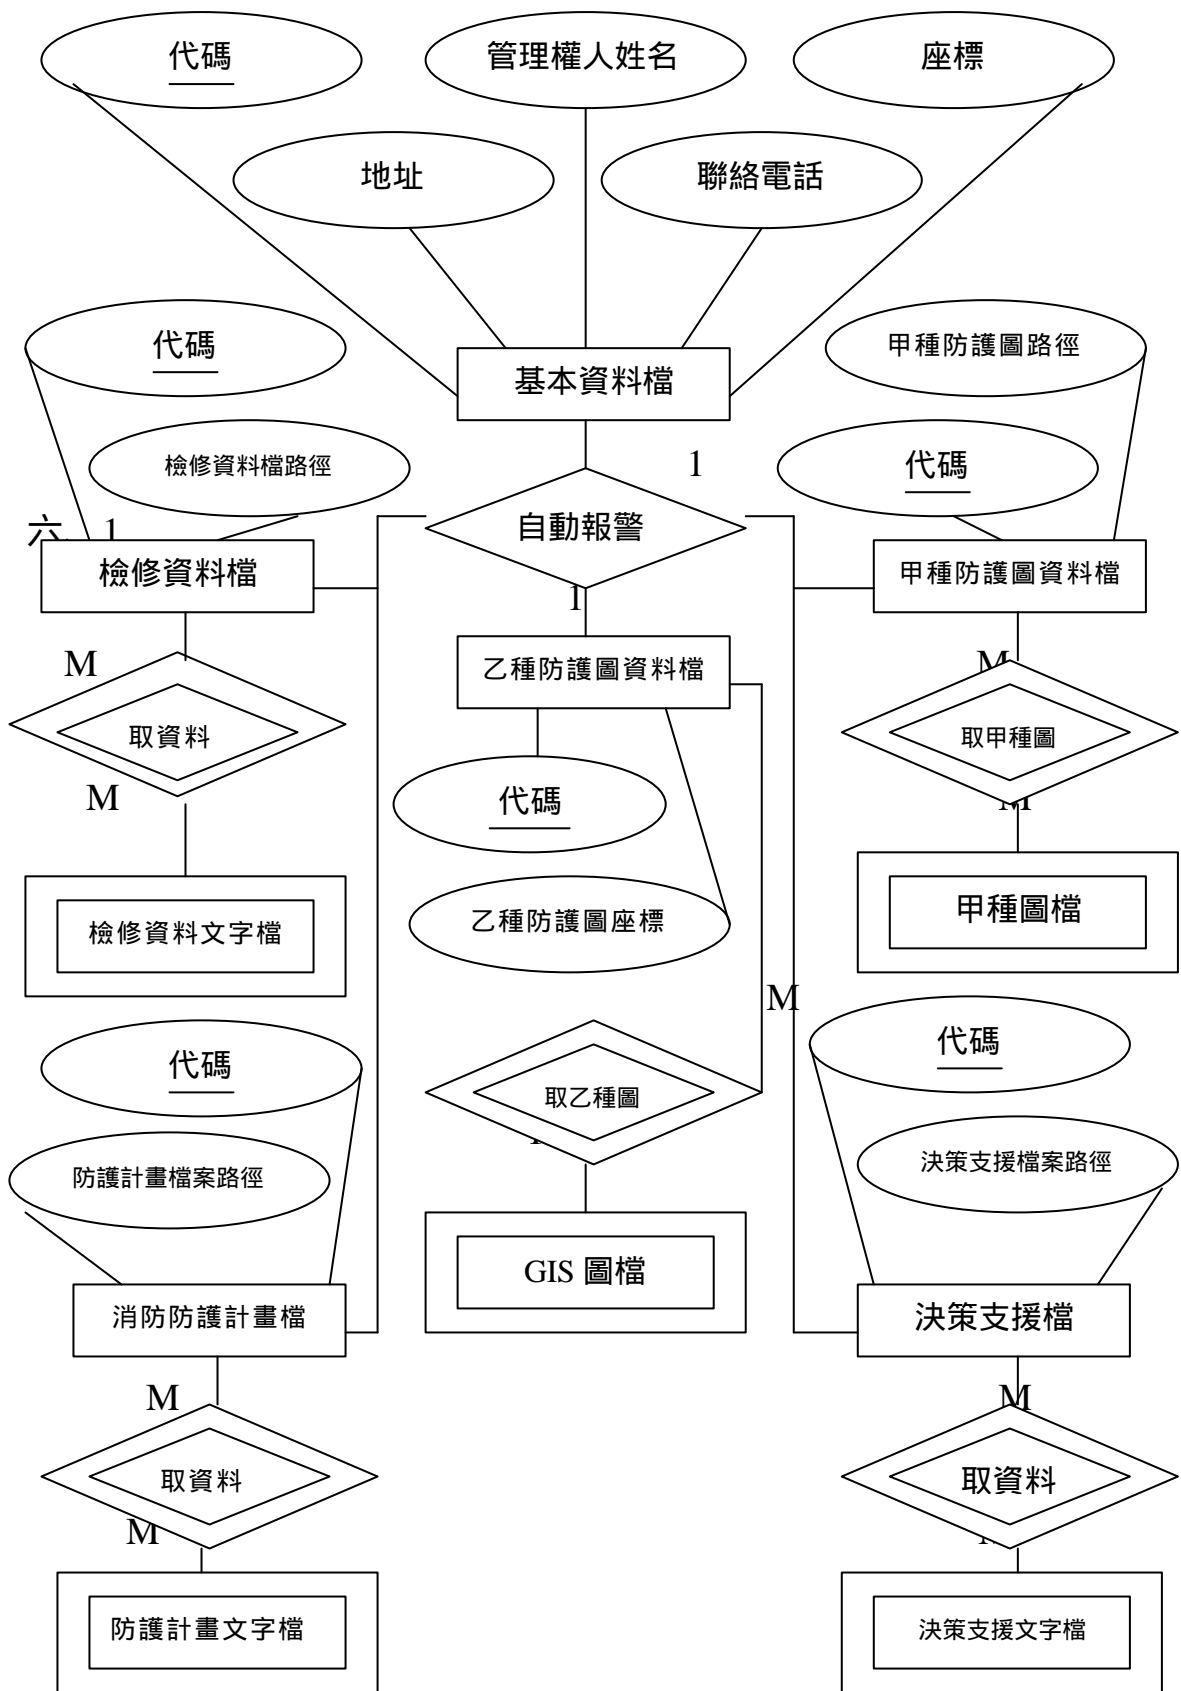 代碼
管理權人姓名
座標
地址
聯絡電話
代碼
甲種防護圖路徑
基本資料檔
檢修資料檔路徑
1
代碼
六、1
自動報警
檢修資料檔
甲種防護圖資料檔
1
M
乙種防護圖資料檔
M
取資料
取甲種圖
M
代碼
M
檢修資料文字檔
乙種防護圖座標
甲種圖檔
M
代碼
代碼
取乙種圖
防護計畫檔案路徑
決策支援檔案路徑
GIS 圖檔
消防防護計畫檔
決策支援檔
M
M
取資料
取資料
M
防護計畫文字檔
決策支援文字檔